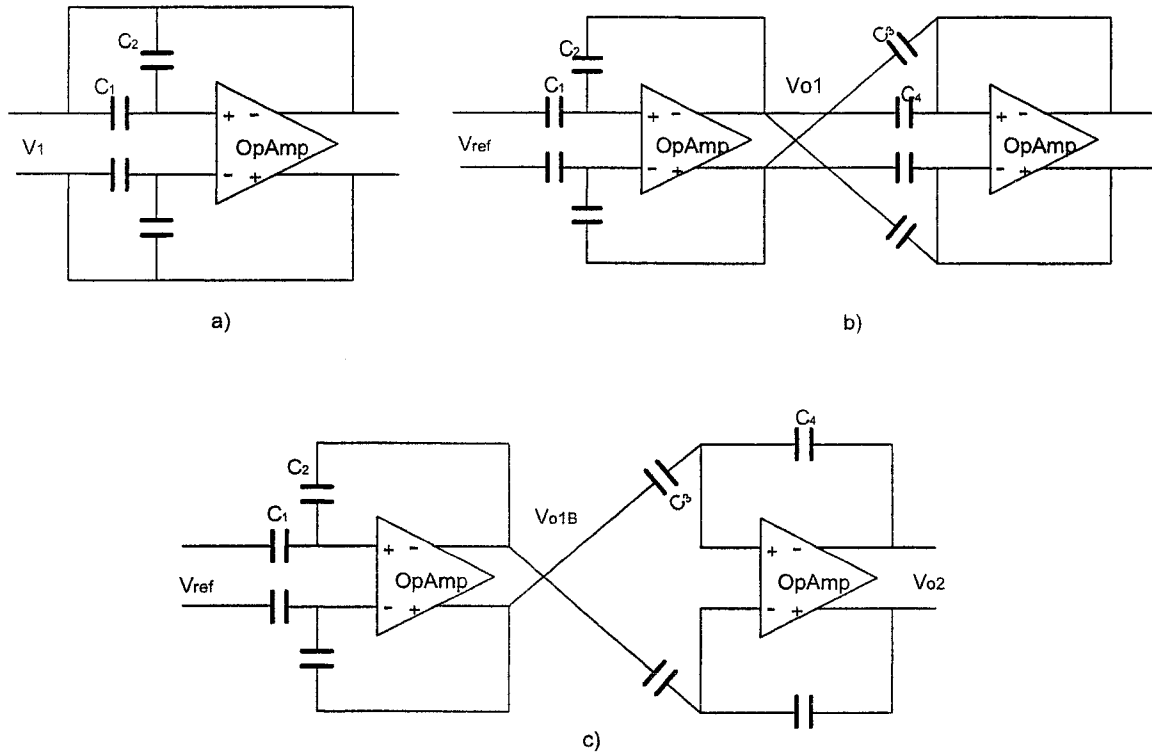 C2
C1
+ -
V1
OpAmp
- +
a)
C2
C1
+ -
Vref
OpAmp
- +
Vo1
C3
C4
+ -
OpAmp
- +
b)
C2
C1
+ -
Vref
OpAmp
- +
Vo1B
C3
C4
+ -
OpAmp
- +
Vo2
c)